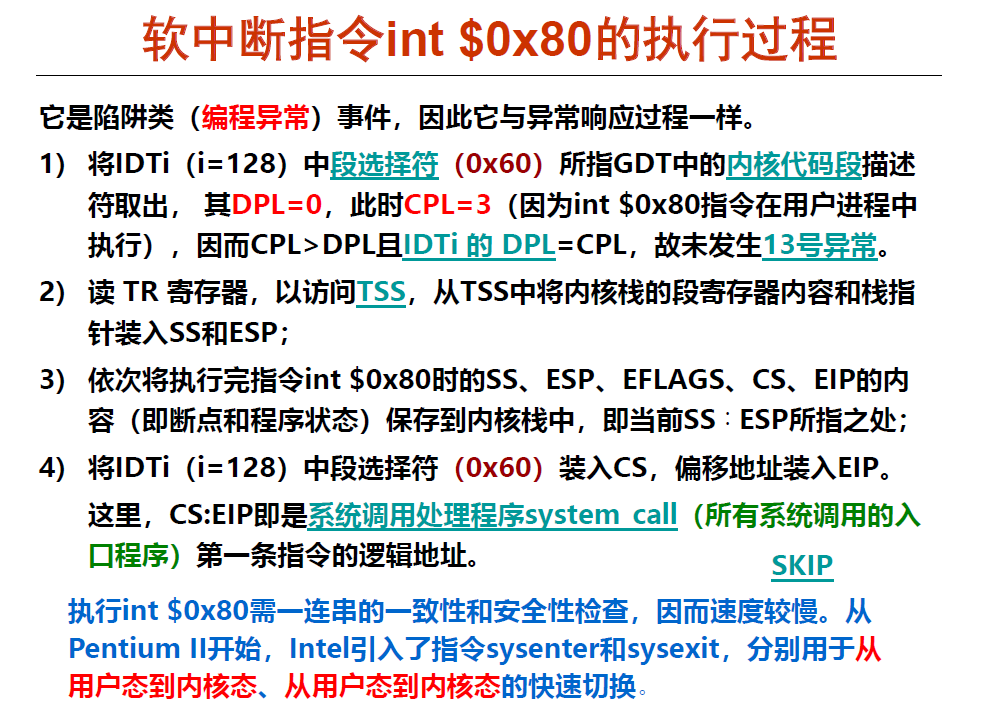 软中断指令int $0x80的执行过程
它是陷阱类（编程异常）事件，因此它与异常响应过程一样。
1） 将IDTi（i=128）中段选择符（0x60）所指GDT中的内核代码段描述
符取出， 其DPL=0，此时CPL=3（因为int $0x80指令在用户进程中
执行），因而CPL>DPL且IDTi 的 DPL=CPL，故未发生13号异常。
2） 读 TR 寄存器，以访问TSS，从TSS中将内核栈的段寄存器内容和栈指
针装入SS和ESP；
3） 依次将执行完指令int $0x80时的SS、ESP、EFLAGS、CS、EIP的内
容（即断点和程序状态）保存到内核栈中，即当前SS：ESP所指之处；
4） 将IDTi（i=128）中段选择符（0x60）装入CS，偏移地址装入EIP。
这里，CS:EIP即是系统调用处理程序system_call（所有系统调用的入
口程序）第一条指令的逻辑地址。
SKIP
执行int $0x80需一连串的一致性和安全性检查，因而速度较慢。从
Pentium II开始，Intel引入了指令sysenter和sysexit，分别用于从
用户态到内核态、从用户态到内核态的快速切换。